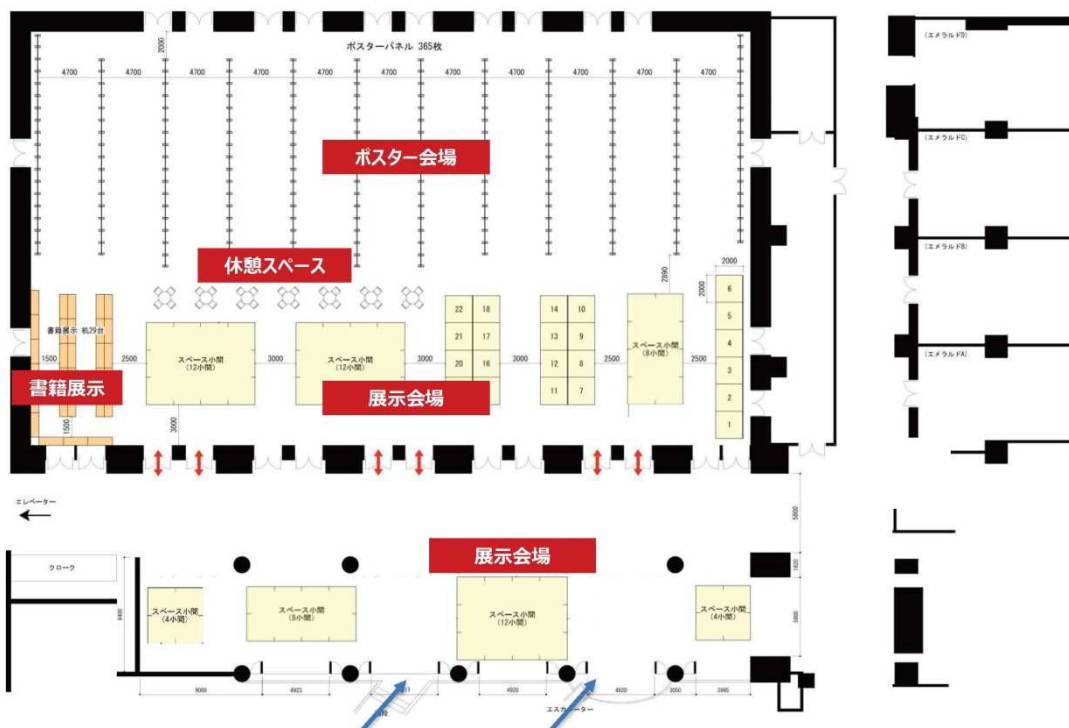 ポスターパネル 365枚
2000
4700 4700 4700 4700 4700 4700 4700 4700 4700 4700 4700
ポスター会場
休憩スペース
2890
2000
2000
書籍展示 机29台
1500 1500
2500
スペース小間
(12小間)
3000
スペース小間
(12小間)
3000
22 18
21 17
20 16
3000
14 10
13 9
12 8
11 7
2500
スペース小間
(8小間)
2500
6
5
4
3
2
1
書籍展示
展示会場
1500
3000
(エメラルドD)
(エメラルドC)
(エメラルドB)
(エメラルドA)
エレベーター
クローク
展示会場
スペース小間
(4小間)
スペース小間
(8小間)
スペース小間
(12小間)
スペース小間
(4小間)
エスカレーター